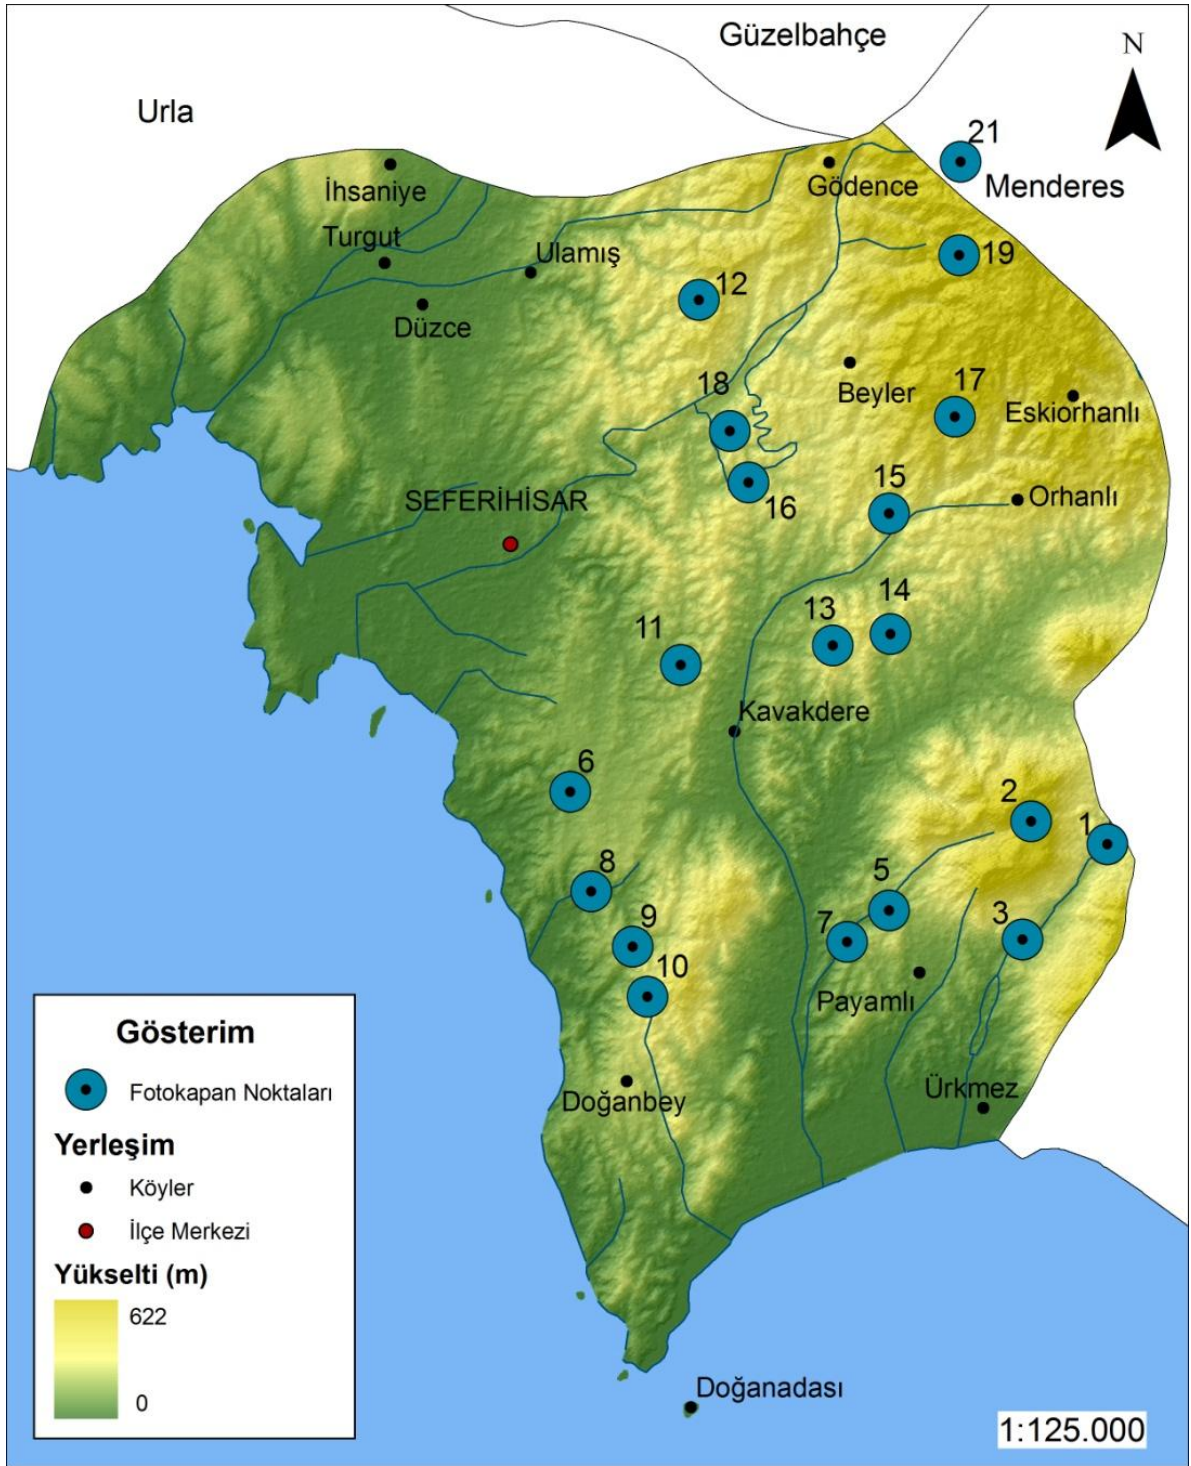 Güzelbahçe
N
Urla
21
Menderes
Gödence
İhsaniye
Turgut
Ulamış
19
12
Düzce
18
Beyler
17
Eskiorhanlı
15
SEFERİHİSAR
16
Orhanlı
14
13
11
Kavakdere
6
2
1
8
5
9
7
3
10
Payamlı
Ürkmez
Doğanbey
Gösterim
Fotokapan Noktaları
Yerleşim
Köyler
İlçe Merkezi
Yükselti (m)
622
0
Doğanadası
1:125.000